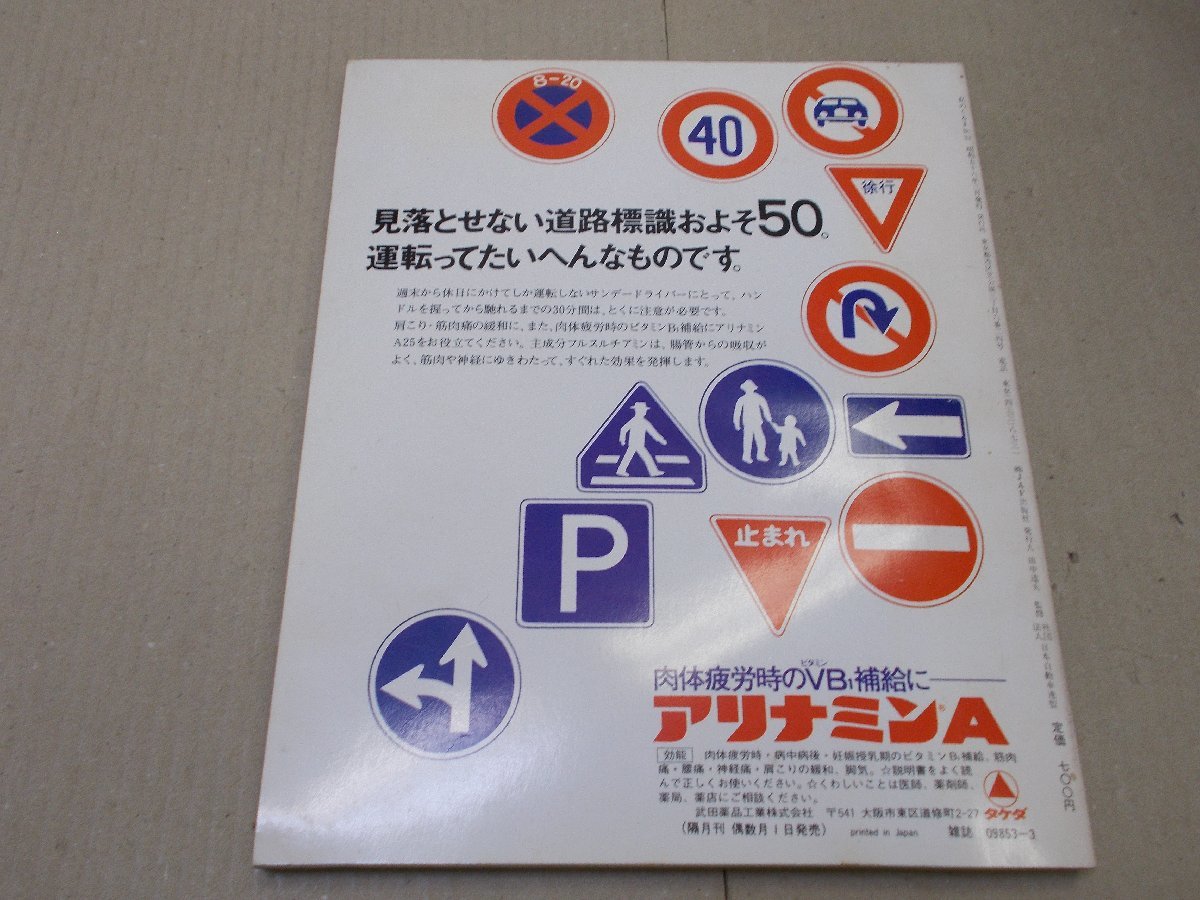 8-20
40
徐行
見落とせない道路標識およそ50。
運転ってたいへんなものです。
週末から休日にかけてしか運転しないサンデードライバーにとって、ハン
ドルを握ってから馴れるまでの30分間は、とくに注意が必要です。
肩こり・筋肉痛の緩和に、また、肉体疲労時のビタミンB₁補給にアリナミン
A25をお役立てください。主成分フルスルチアミンは、腸管からの吸収が
よく、筋肉や神経にゆきわたって、すぐれた効果を発揮します。
P
止まれ
ビタミン
肉体疲労時のVB₁補給に
アリナミン®A
効能 肉体疲労時・病中病後・妊娠授乳期のビタミンB₁補給、筋肉
痛・腰痛・神経痛・肩こりの緩和、脚気。☆説明書をよく読
んで正しくお使いください。☆くわしいことは医師、薬剤師、
薬局、薬店にご相談ください。
武田薬品工業株式会社 〒541 大阪市東区道修町2-27
タケダ
(隔月刊 偶数月1日発売) printed in Japan 雑誌 09853-3
社団法人 日本自動車連盟 定価 七〇〇円